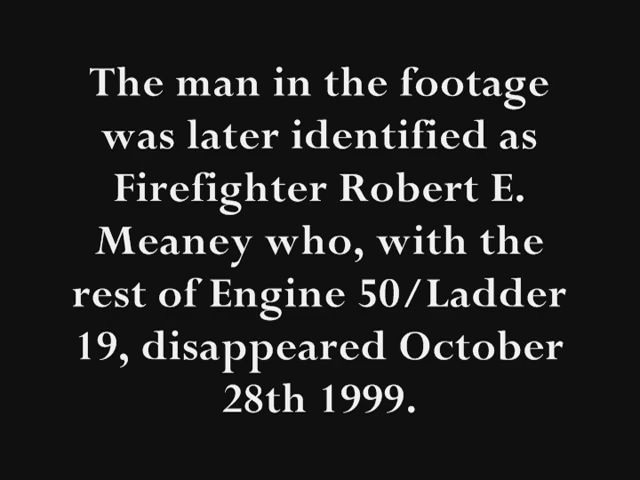 The man in the footage
was later identified as
Firefighter Robert E.
Meaney who, with the
rest of Engine 50/Ladder
19, disappeared October
28th 1999.